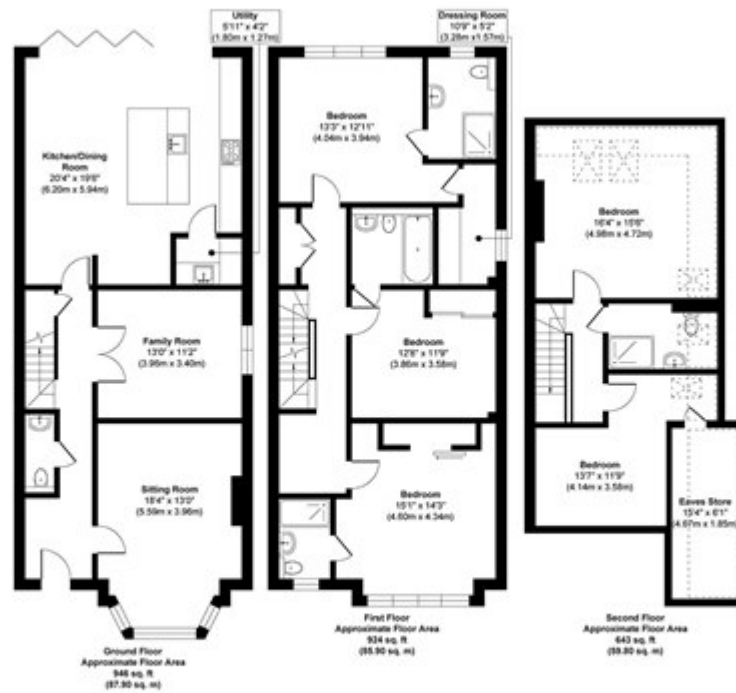 Utility
5'11" x 4'2"
(1.80m x 1.27m)
Dressing Room
10'9" x 5'2"
(3.28m x1.57m)
Kitchen/Dining
Room
20'4" x 19'6"
(6.20m x 5.94m)
Family Room
13'0" x 11'2"
(3.96m x 3.40m)
Sitting Room
18'4" x 13'0"
(5.59m x 3.96m)
Ground Floor
Approximate Floor Area
946 sq. ft
(87.90 sq. m)
Bedroom
13'3" x 12'11"
(4.04m x 3.94m)
Bedroom
12'8" x 11'9"
(3.86m x 3.58m)
Bedroom
15'1" x 14'3"
(4.60m x 4.34m)
First Floor
Approximate Floor Area
924 sq. ft
(85.90 sq. m)
Bedroom
16'4" x 15'6"
(4.98m x 4.72m)
Bedroom
13'7" x 11'9"
(4.14m x 3.58m)
Eaves Store
15'4" x 6'1"
(4.67m x 1.85m)
Second Floor
Approximate Floor Area
643 sq. ft
(59.80 sq. m)